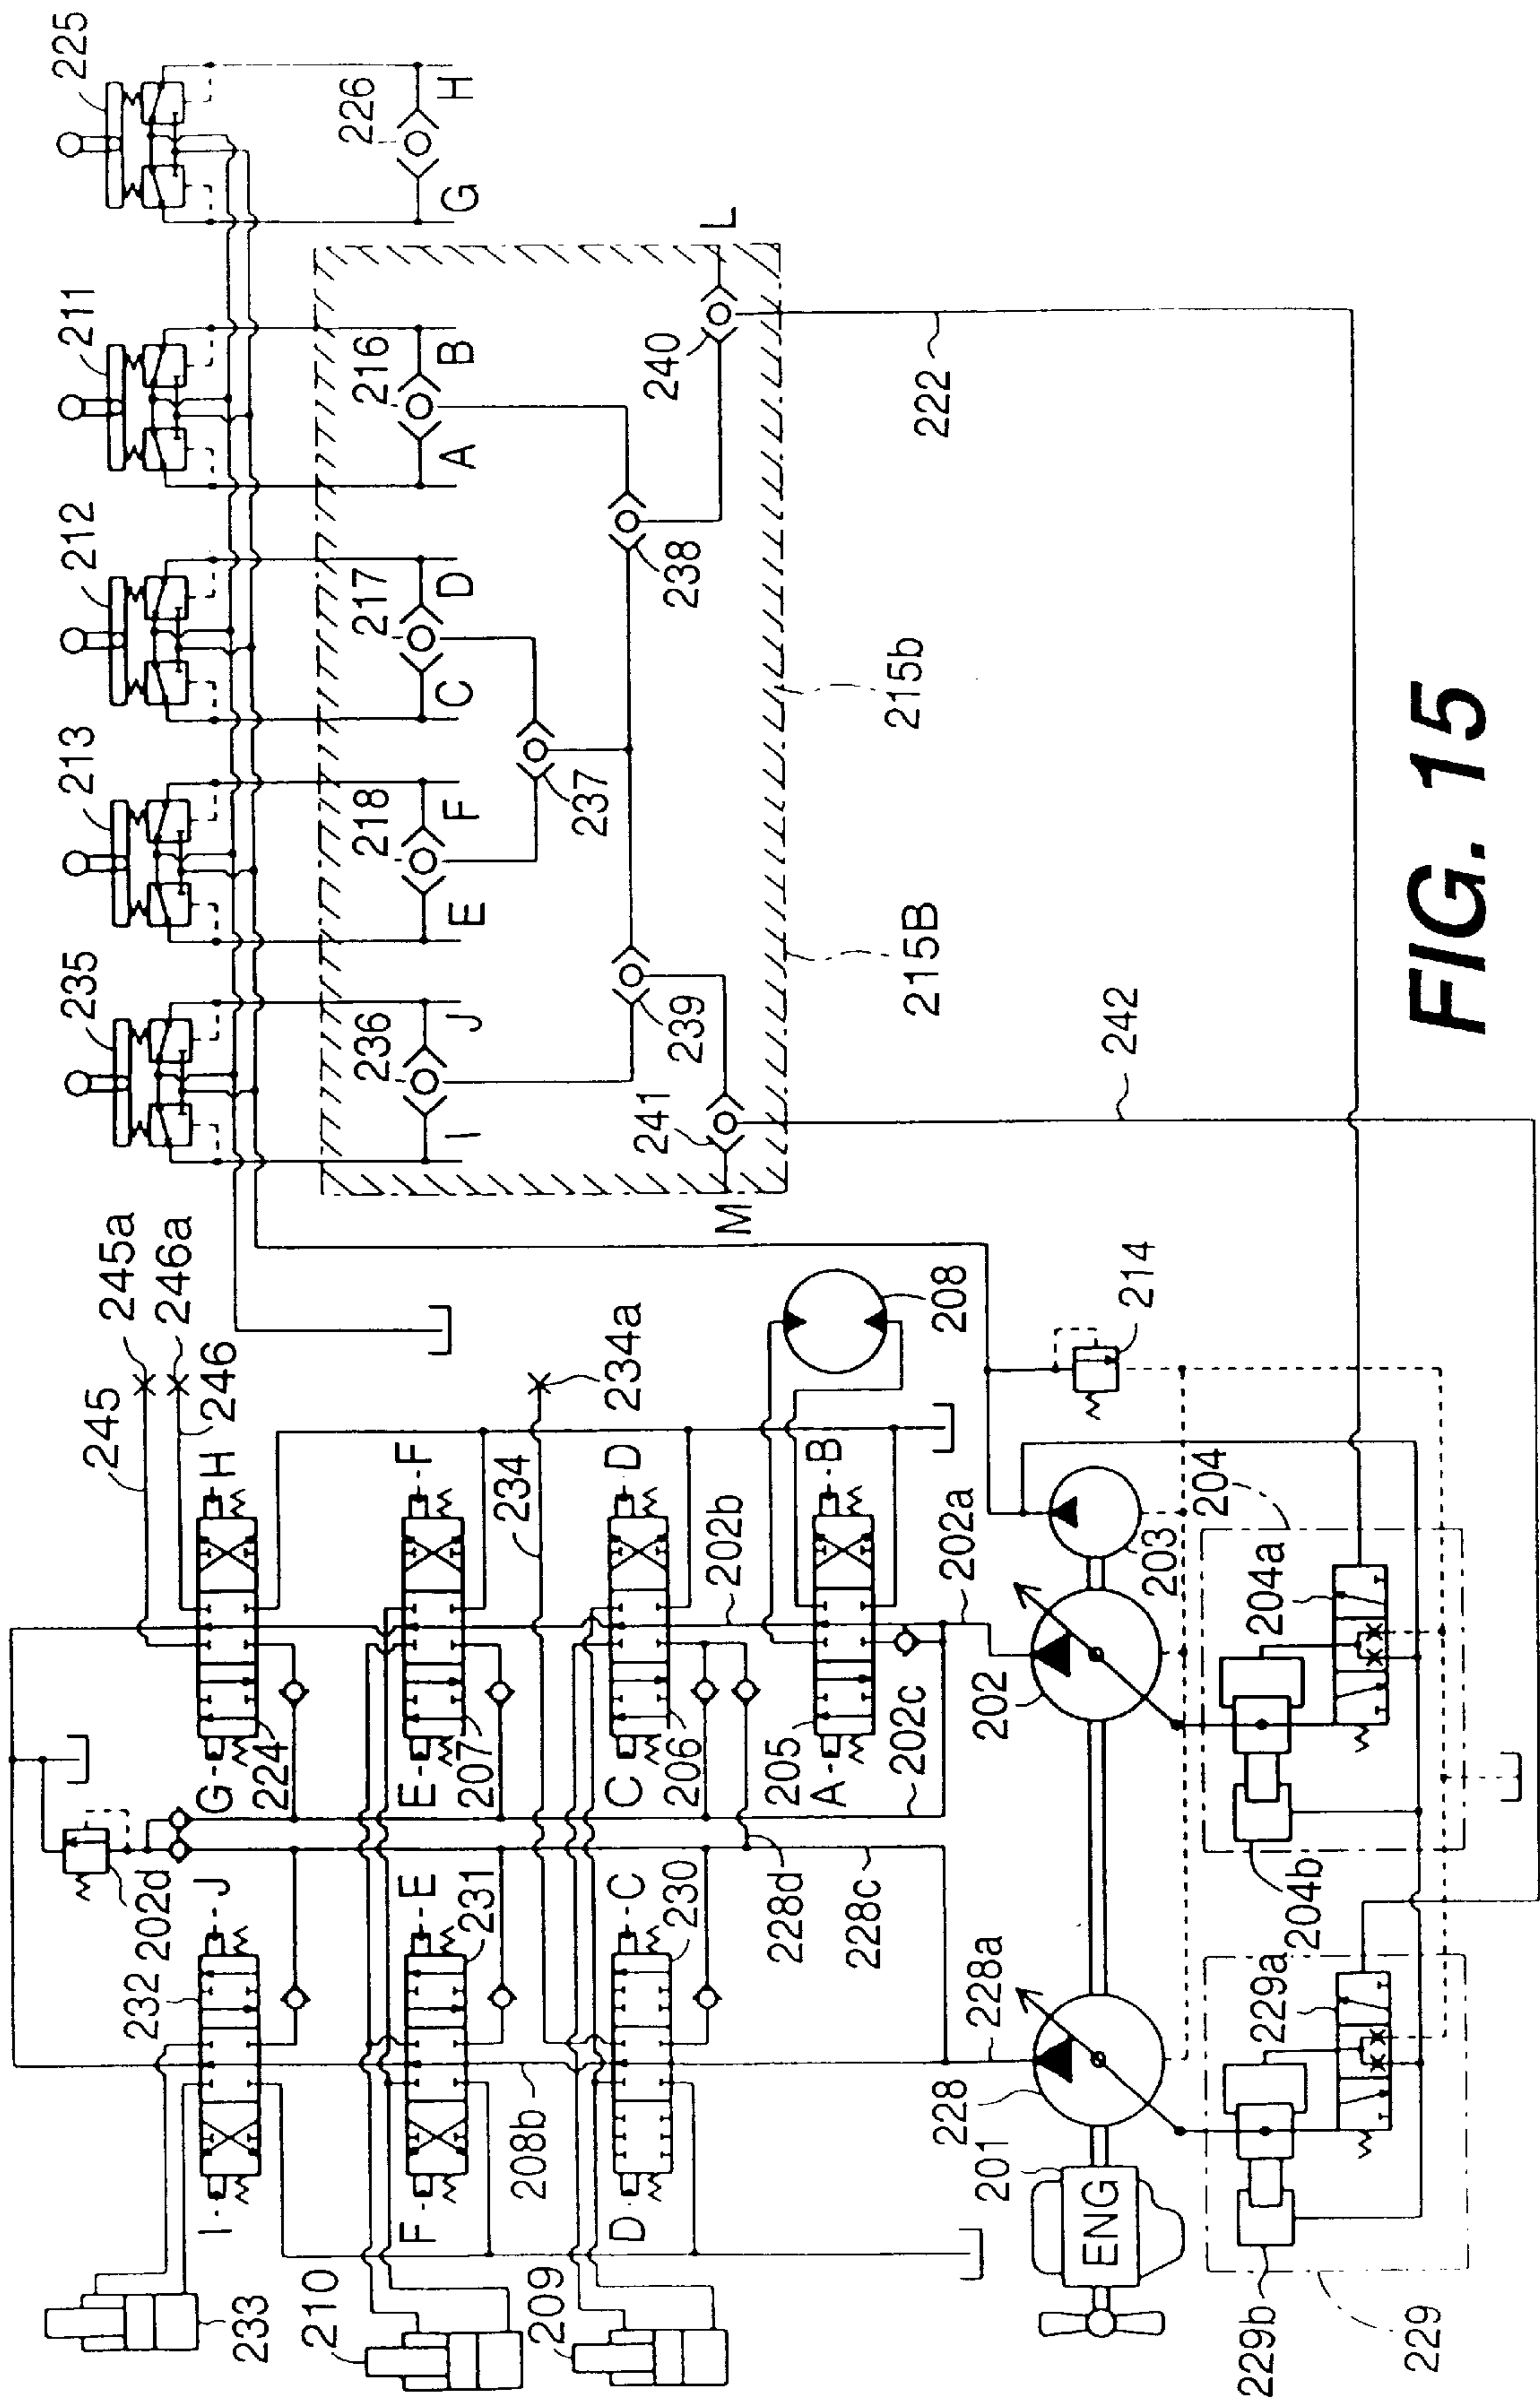 225
226
H
G
211
216
B
A
212
217
D
C
213
218
F
E
235
236
J
I
237
238
239
240
241
L
M
222
242
215b
215B
245
245a
246
246a
H
G
224
F
E
207
234
234a
D
C
206
202b
B
A
205
208
202a
202c
202d
J
I
232
E
F
231
C
D
230
208b
228d
228c
228a
233
210
209
214
203
202
228
201
ENG
204
204a
204b
229a
229b
229
FIG. 15